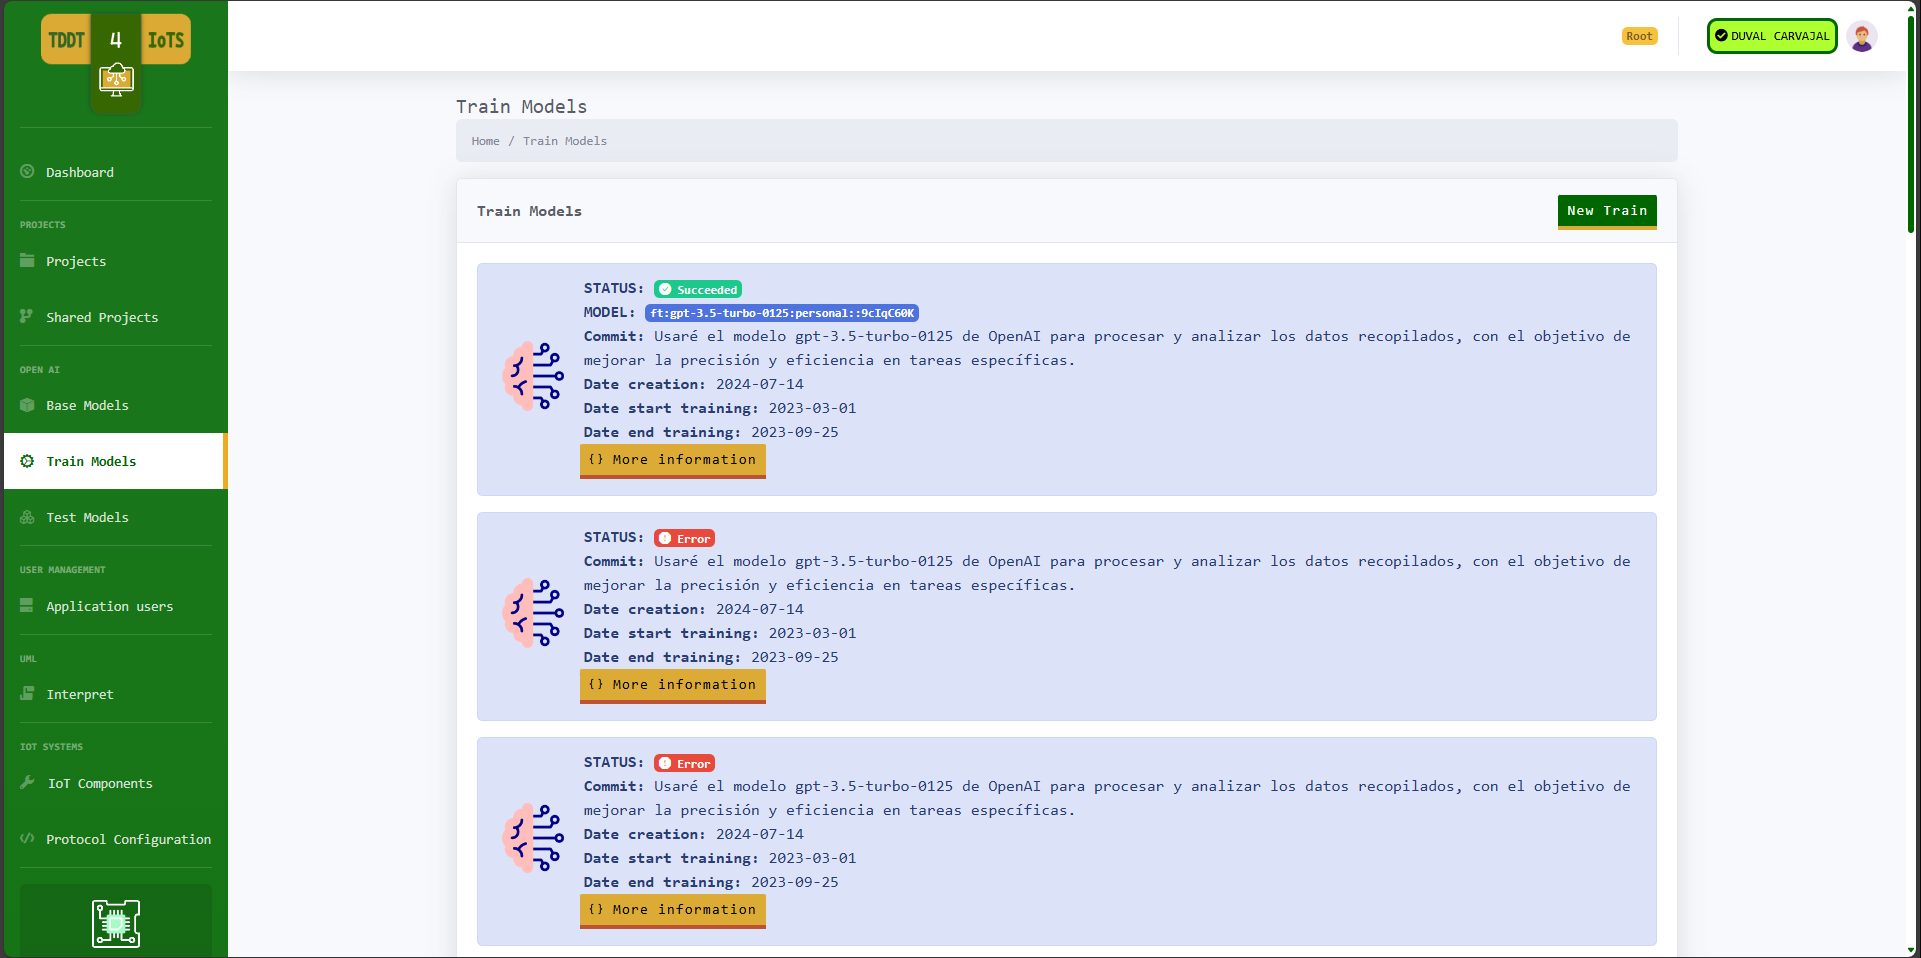 TDDT 4 IoTS
Root
DUVAL CARVAJAL
Dashboard
PROJECTS
Projects
Shared Projects
OPEN AI
Base Models
Train Models
Test Models
USER MANAGEMENT
Application users
UML
Interpret
IOT SYSTEMS
IoT Components
Protocol Configuration
Train Models
Home / Train Models
Train Models
New Train
STATUS: Succeeded
MODEL: ft:gpt-3.5-turbo-0125:personal::9cIqC60K
Commit: Usaré el modelo gpt-3.5-turbo-0125 de OpenAI para procesar y analizar los datos recopilados, con el objetivo de
mejorar la precisión y eficiencia en tareas específicas.
Date creation: 2024-07-14
Date start training: 2023-03-01
Date end training: 2023-09-25
{} More information
STATUS: Error
Commit: Usaré el modelo gpt-3.5-turbo-0125 de OpenAI para procesar y analizar los datos recopilados, con el objetivo de
mejorar la precisión y eficiencia en tareas específicas.
Date creation: 2024-07-14
Date start training: 2023-03-01
Date end training: 2023-09-25
{} More information
STATUS: Error
Commit: Usaré el modelo gpt-3.5-turbo-0125 de OpenAI para procesar y analizar los datos recopilados, con el objetivo de
mejorar la precisión y eficiencia en tareas específicas.
Date creation: 2024-07-14
Date start training: 2023-03-01
Date end training: 2023-09-25
{} More information